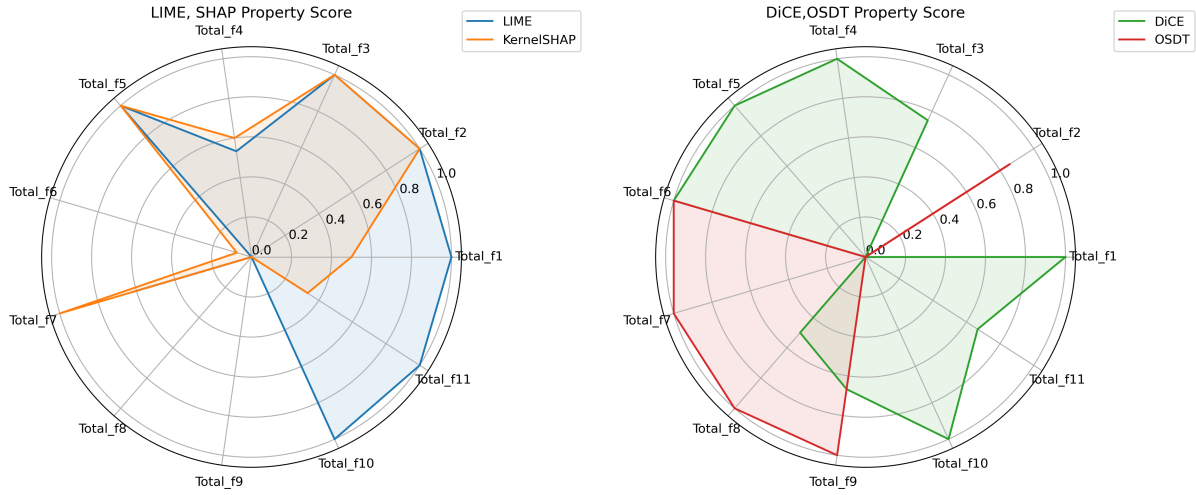 LIME, SHAP Property Score
LIME
KernelSHAP
Total_f4
Total_f3
Total_f5
Total_f2
Total_f6
Total_f1
Total_f7
Total_f11
Total_f8
Total_f10
Total_f9
0.0
0.2
0.4
0.6
0.8
1.0
DiCE,OSDT Property Score
DiCE
OSDT
Total_f4
Total_f3
Total_f5
Total_f2
Total_f6
Total_f1
Total_f7
Total_f11
Total_f8
Total_f10
Total_f9
0.0
0.2
0.4
0.6
0.8
1.0